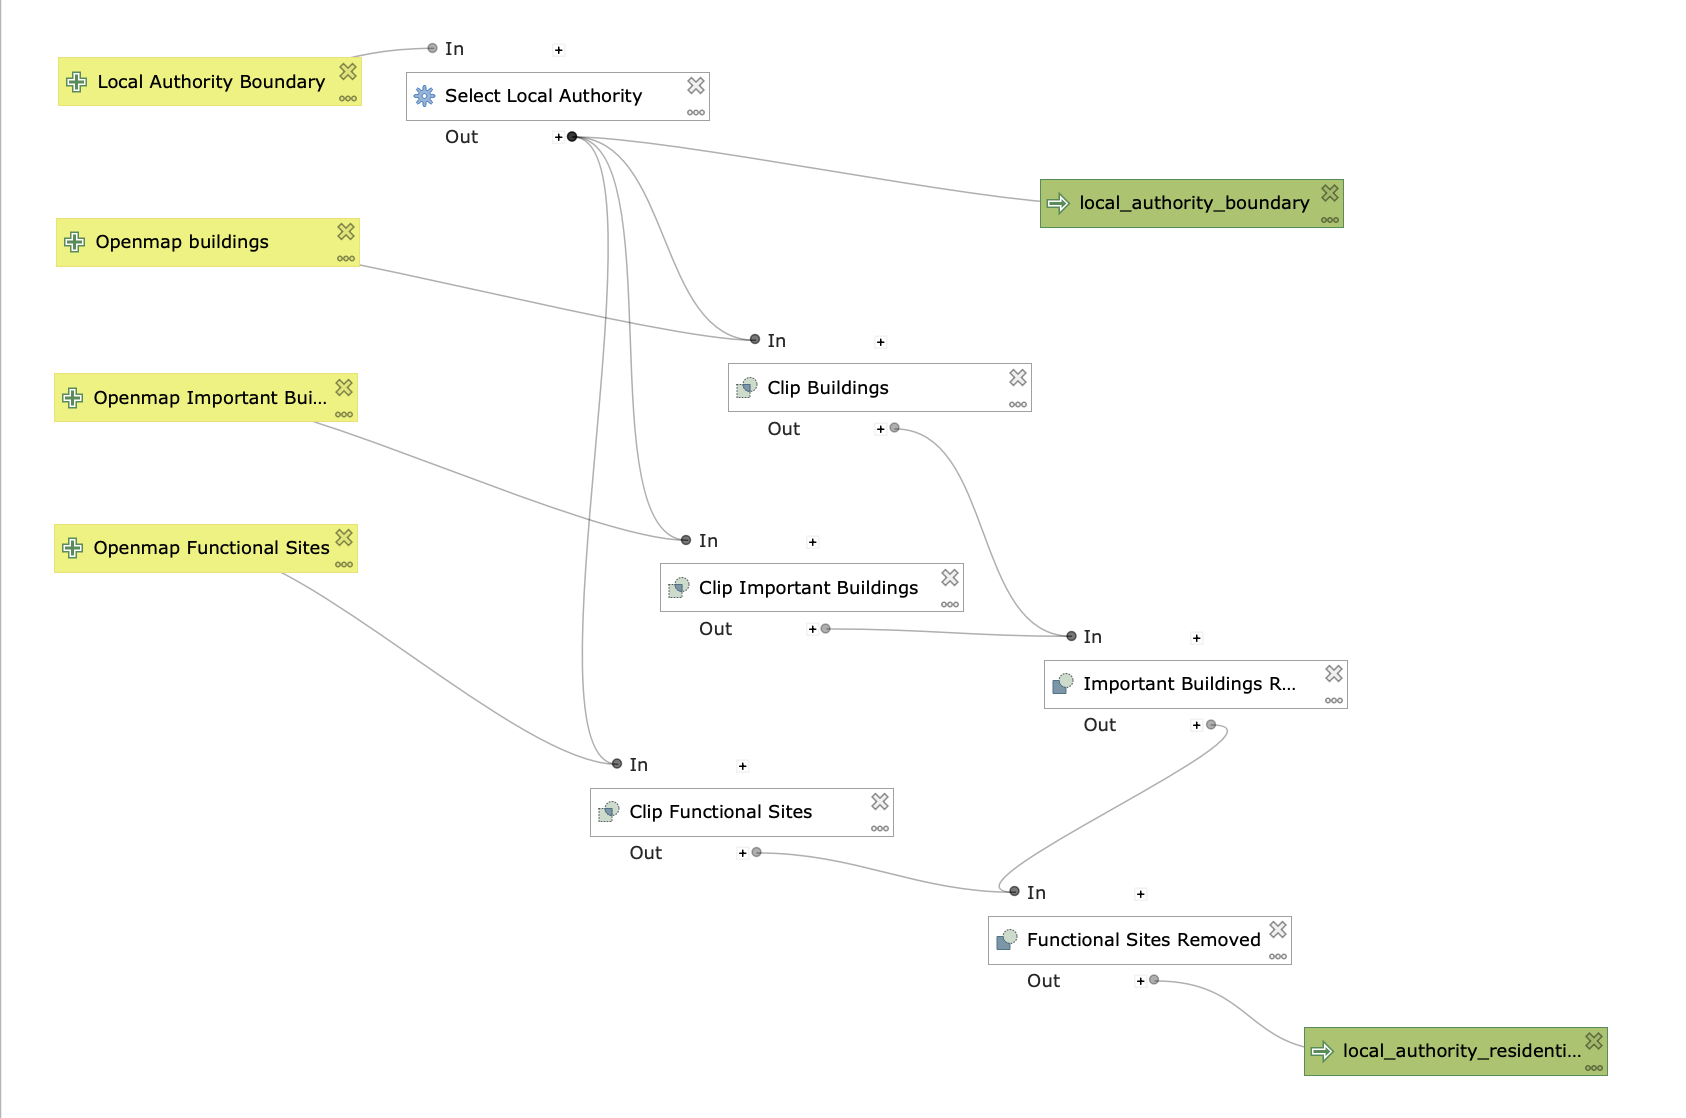 In
Local Authority Boundary
Select Local Authority
Out
local_authority_boundary
Openmap buildings
In
Clip Buildings
Openmap Important Bui...
Out
In
Openmap Functional Sites
Clip Important Buildings
Out
In
Important Buildings R...
Out
In
Clip Functional Sites
Out
In
Functional Sites Removed
Out
local_authority_residenti...